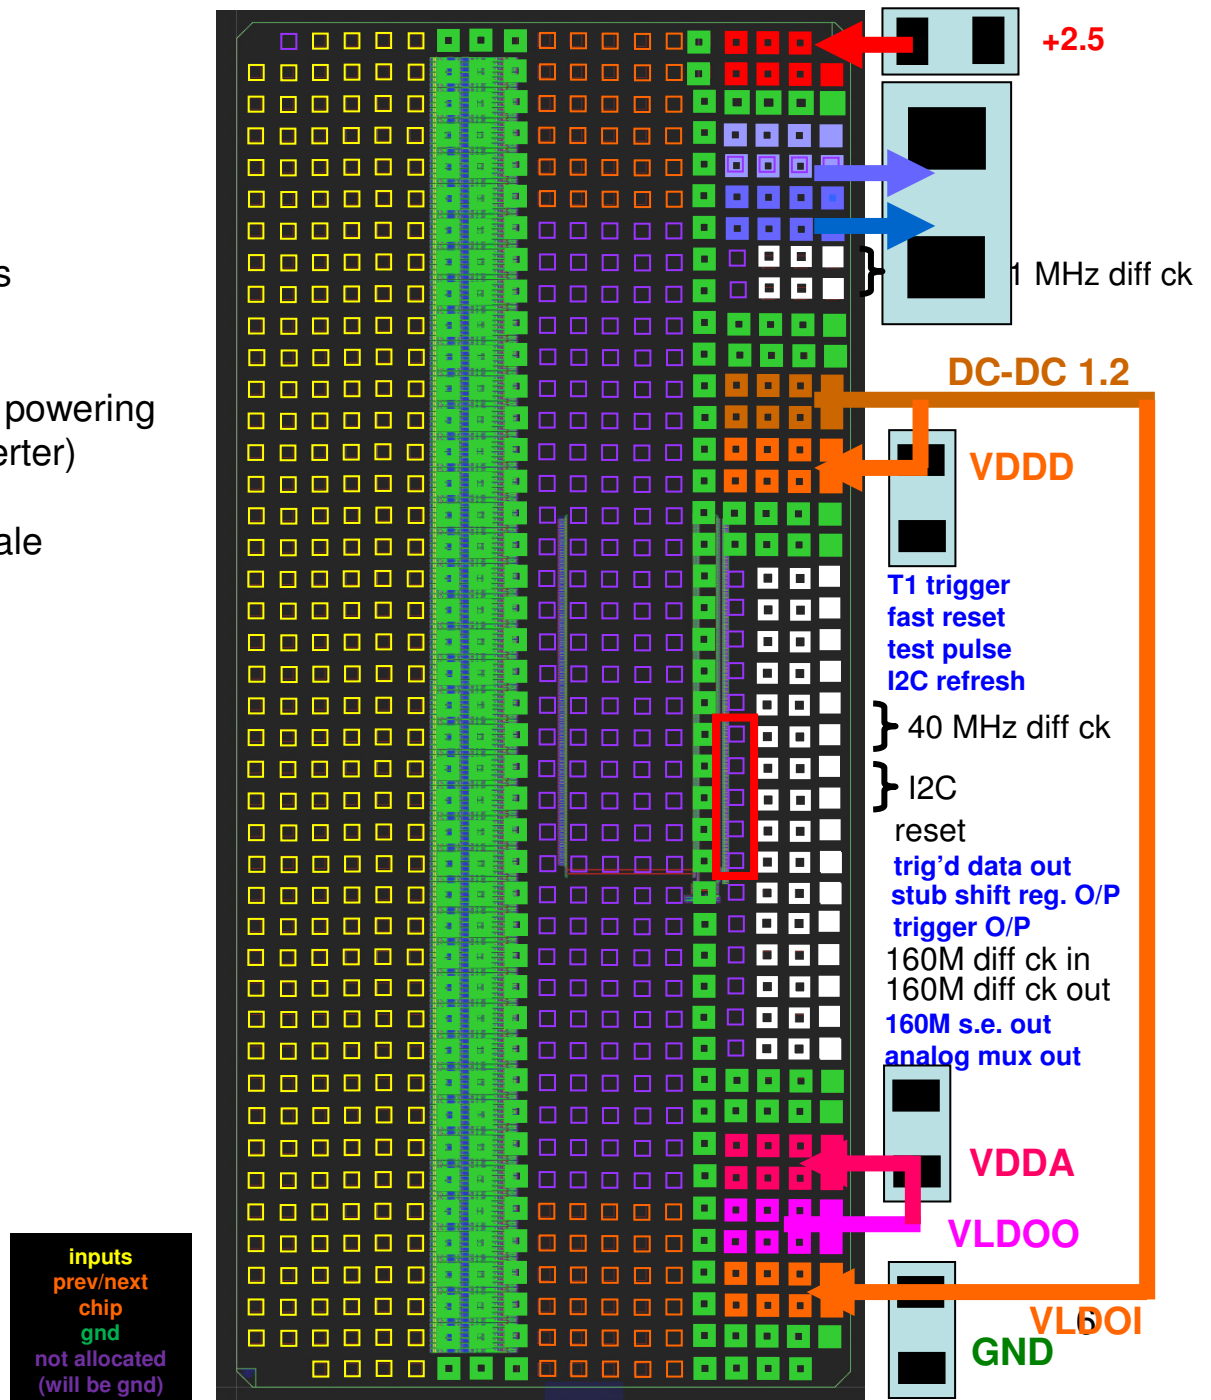 +2.5
s
1 MHz diff ck
DC-DC 1.2
powering
erter)
VDDD
ale
T1 trigger
fast reset
test pulse
I2C refresh
40 MHz diff ck
I2C
reset
trig'd data out
stub shift reg. O/P
trigger O/P
160M diff ck in
160M diff ck out
160M s.e. out
analog mux out
VDDA
VLDOO
VLDOI
6
GND
inputs
prev/next
chip
gnd
not allocated
(will be gnd)